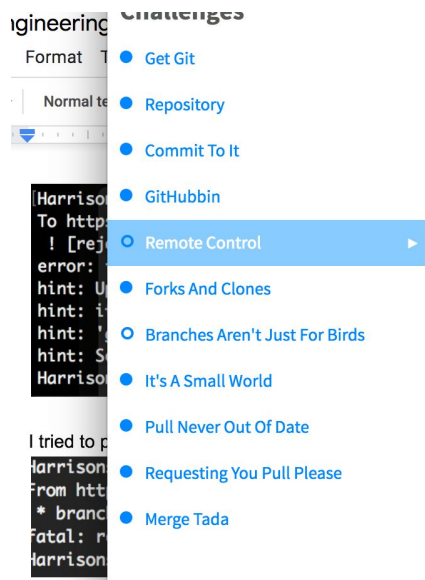 ngineering
Format T
Normal te
[Harriso
To http
! [rej
error:
hint: U
hint: i
hint: '
hint: S
Harriso
I tried to p
Harrison
From htt
* branc
fatal: r
Harrison
Challenges
Get Git
Repository
Commit To It
GitHubbin
Remote Control
Forks And Clones
Branches Aren't Just For Birds
It's A Small World
Pull Never Out Of Date
Requesting You Pull Please
Merge Tada